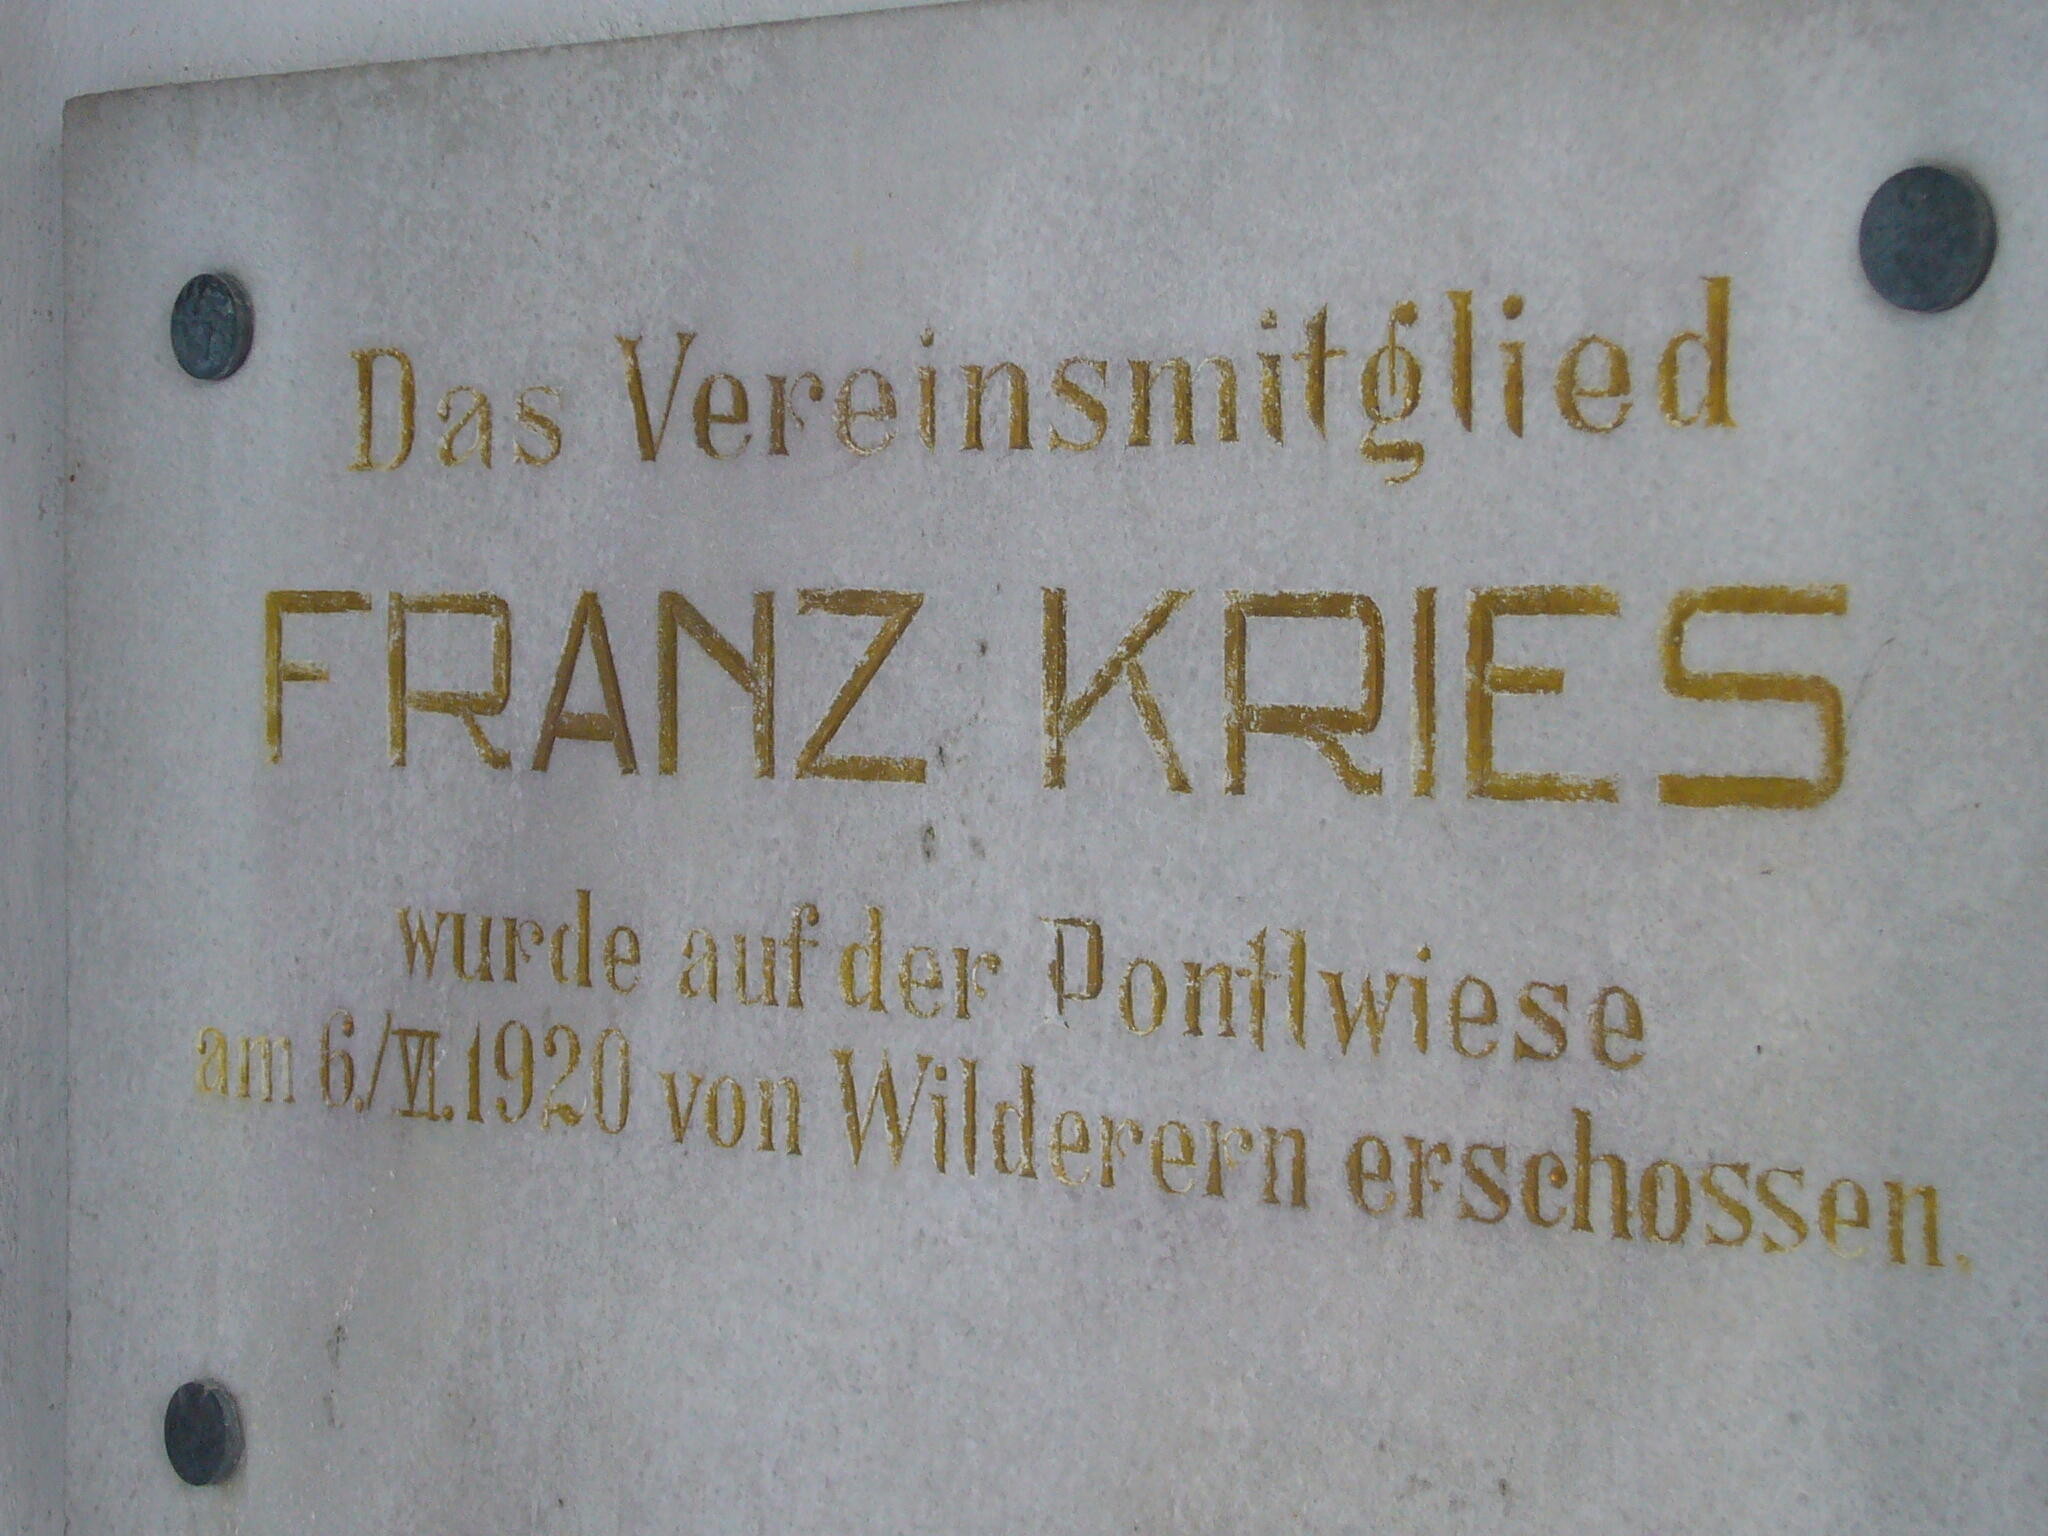 Das Vereinsmitglied
FRANZ KRIES
wurde auf der Pontlwiese
am 6./VI.1920 von Wilderern erschossen.